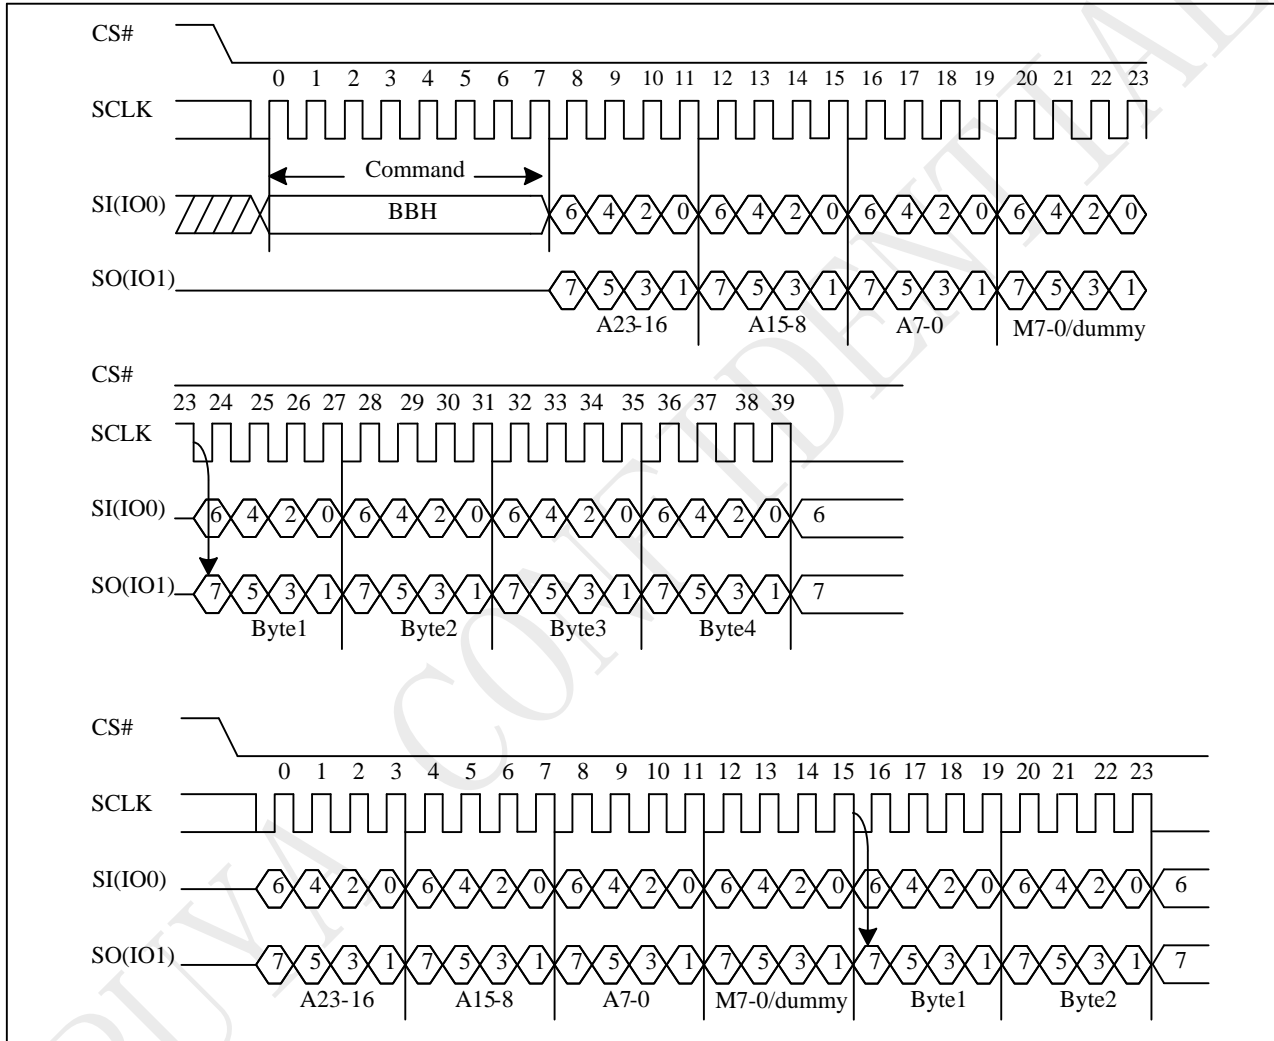 CS#
0 1 2 3 4 5 6 7 8 9 10 11 12 13 14 15 16 17 18 19 20 21 22 23
SCLK
Command
SI(IO0) BBH 6 4 2 0 6 4 2 0 6 4 2 0 6 4 2 0
SO(IO1) 7 5 3 1 7 5 3 1 7 5 3 1 7 5 3 1
A23-16 A15-8 A7-0 M7-0/dummy
CS#
23 24 25 26 27 28 29 30 31 32 33 34 35 36 37 38 39
SCLK
SI(IO0) 6 4 2 0 6 4 2 0 6 4 2 0 6 4 2 0 6
SO(IO1) 7 5 3 1 7 5 3 1 7 5 3 1 7 5 3 1 7
Byte1 Byte2 Byte3 Byte4
CS#
0 1 2 3 4 5 6 7 8 9 10 11 12 13 14 15 16 17 18 19 20 21 22 23
SCLK
SI(IO0) 6 4 2 0 6 4 2 0 6 4 2 0 6 4 2 0 6 4 2 0 6 4 2 0 6
SO(IO1) 7 5 3 1 7 5 3 1 7 5 3 1 7 5 3 1 7 5 3 1 7 5 3 1 7
A23-16 A15-8 A7-0 M7-0/dummy Byte1 Byte2
PUYA CONFIDENTIAL